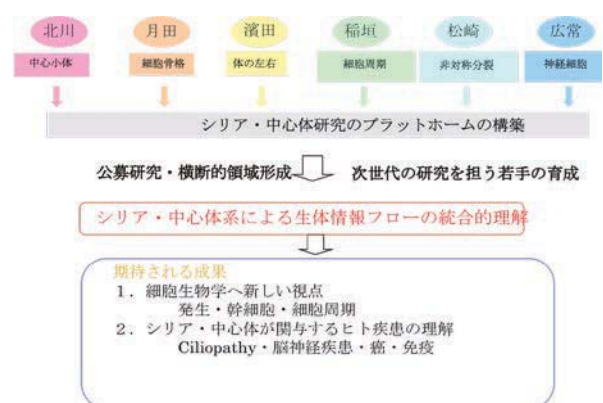 北川 月田 濱田 稲垣 松崎 広常
中心小体 細胞骨格 体の左右 細胞周期 非対称分裂 神経細胞
シリア・中心体研究のプラットホームの構築
公募研究・横断的領域形成 次世代の研究を担う若手の育成
シリア・中心体系による生体情報フローの統合的理解
期待される成果
1．細胞生物学へ新しい視点
発生・幹細胞・細胞周期
2．シリア・中心体が関与するヒト疾患の理解
Ciliopathy・脳神経疾患・癌・免疫